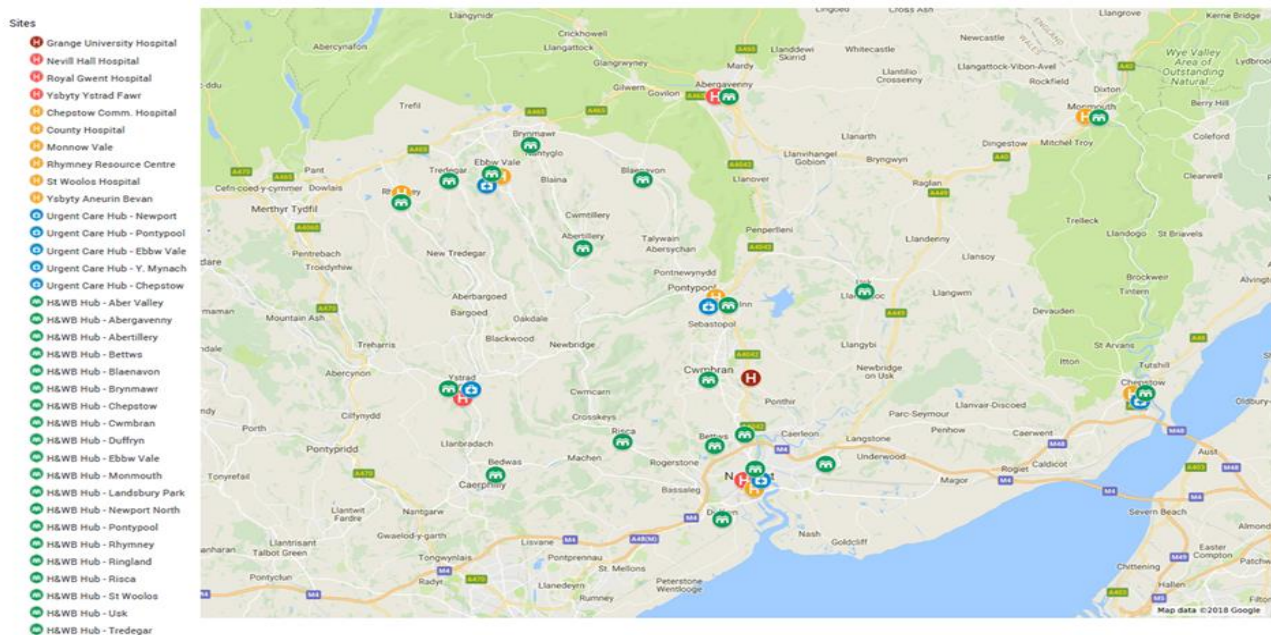 Sites
Grange University Hospital
Nevill Hall Hospital
Royal Gwent Hospital
Ysbyty Ystrad Fawr
Chepstow Comm. Hospital
County Hospital
Monnow Vale
Rhymney Resource Centre
St Woolos Hospital
Ysbyty Aneurin Bevan
Urgent Care Hub - Newport
Urgent Care Hub - Pontypool
Urgent Care Hub - Ebbw Vale
Urgent Care Hub - Y. Mynach
Urgent Care Hub - Chepstow
H&WB Hub - Aber Valley
H&WB Hub - Abergavenny
H&WB Hub - Abertillery
H&WB Hub - Bettws
H&WB Hub - Blaenavon
H&WB Hub - Brynmawr
H&WB Hub - Chepstow
H&WB Hub - Cwmbran
H&WB Hub - Duffryn
H&WB Hub - Ebbw Vale
H&WB Hub - Monmouth
H&WB Hub - Landsbury Park
H&WB Hub - Newport North
H&WB Hub - Pontypool
H&WB Hub - Rhymney
H&WB Hub - Ringland
H&WB Hub - Risca
H&WB Hub - St Woolos
H&WB Hub - Usk
H&WB Hub - Tredegar
Llangynidr
Crickhowell
Llangattock
Glangrwyney
Abercynafon
Gilwern
Govilon
Abergavenny
Mardy
Llanddewi
Skirrid
Whitecastle
Cross Ash
Newcastle
Llangattock-Vibon-Avel
Llantilio
Crossenny
Rockfield
ENGLAND
WALES
Llangrove
Kerne Bridge
Wye Valley
Area of
Outstanding
Natural...
Lydbrook
Dixton
Monmouth
Berry Hill
Coleford
Mitchel Troy
Dingestow
Llanarth
Llanvihangel
Gobion
Bryngwyn
Raglan
Clearwell
Trefil
Brynmawr
Nantyglo
Ebbw Vale
Tredegar
Blaina
Blaenavon
Llanover
Pant
Dowlais
Cefn-coed-y-cymmer
Merthyr Tydfil
Cwmtillery
Abertillery
Talywain
Abersychan
Penperlleni
Llandenny
Llansoy
Trelleck
Llandogo
St Briavels
Pentrebach
Troedyrhiw
New Tredegar
Pontnewynydd
Pontypool
Sebastopol
Llangwm
Brockweir
Tintern
Devauden
Aberbargoed
Bargoed
Oakdale
Blackwood
Newbridge
Mountain Ash
Treharris
Abercynon
Ystrad
Cwmcarn
Crosskeys
Cwmbran
Llangybi
Newbridge
on Usk
St Arvans
Itton
Tutshill
Chepstow
Ponthir
Parc-Seymour
Llanvair-Discoed
Penhow
Caerwent
Cilfynydd
Porth
Pontypridd
Llanbradach
Risca
Bettws
Caerleon
Langstone
Underwood
Tonyrefail
Bedwas
Caerphilly
Machen
Rogerstone
Bassaleg
Magor
Rogiet
Caldicot
Aust
Severn Beach
Llantwit
Fardre
Nantgarw
Gwaelod-y-garth
Llantrisant
Talbot Green
Tongwynlais
Pontyclun
Radyr
Lisvane
Pontprennau
St. Mellons
Llanedeyrn
Rumney
Peterstone
Wentlooge
Nash
Goldcliff
Easter
Compton
Chittening
Hallen
Map data ©2018 Google